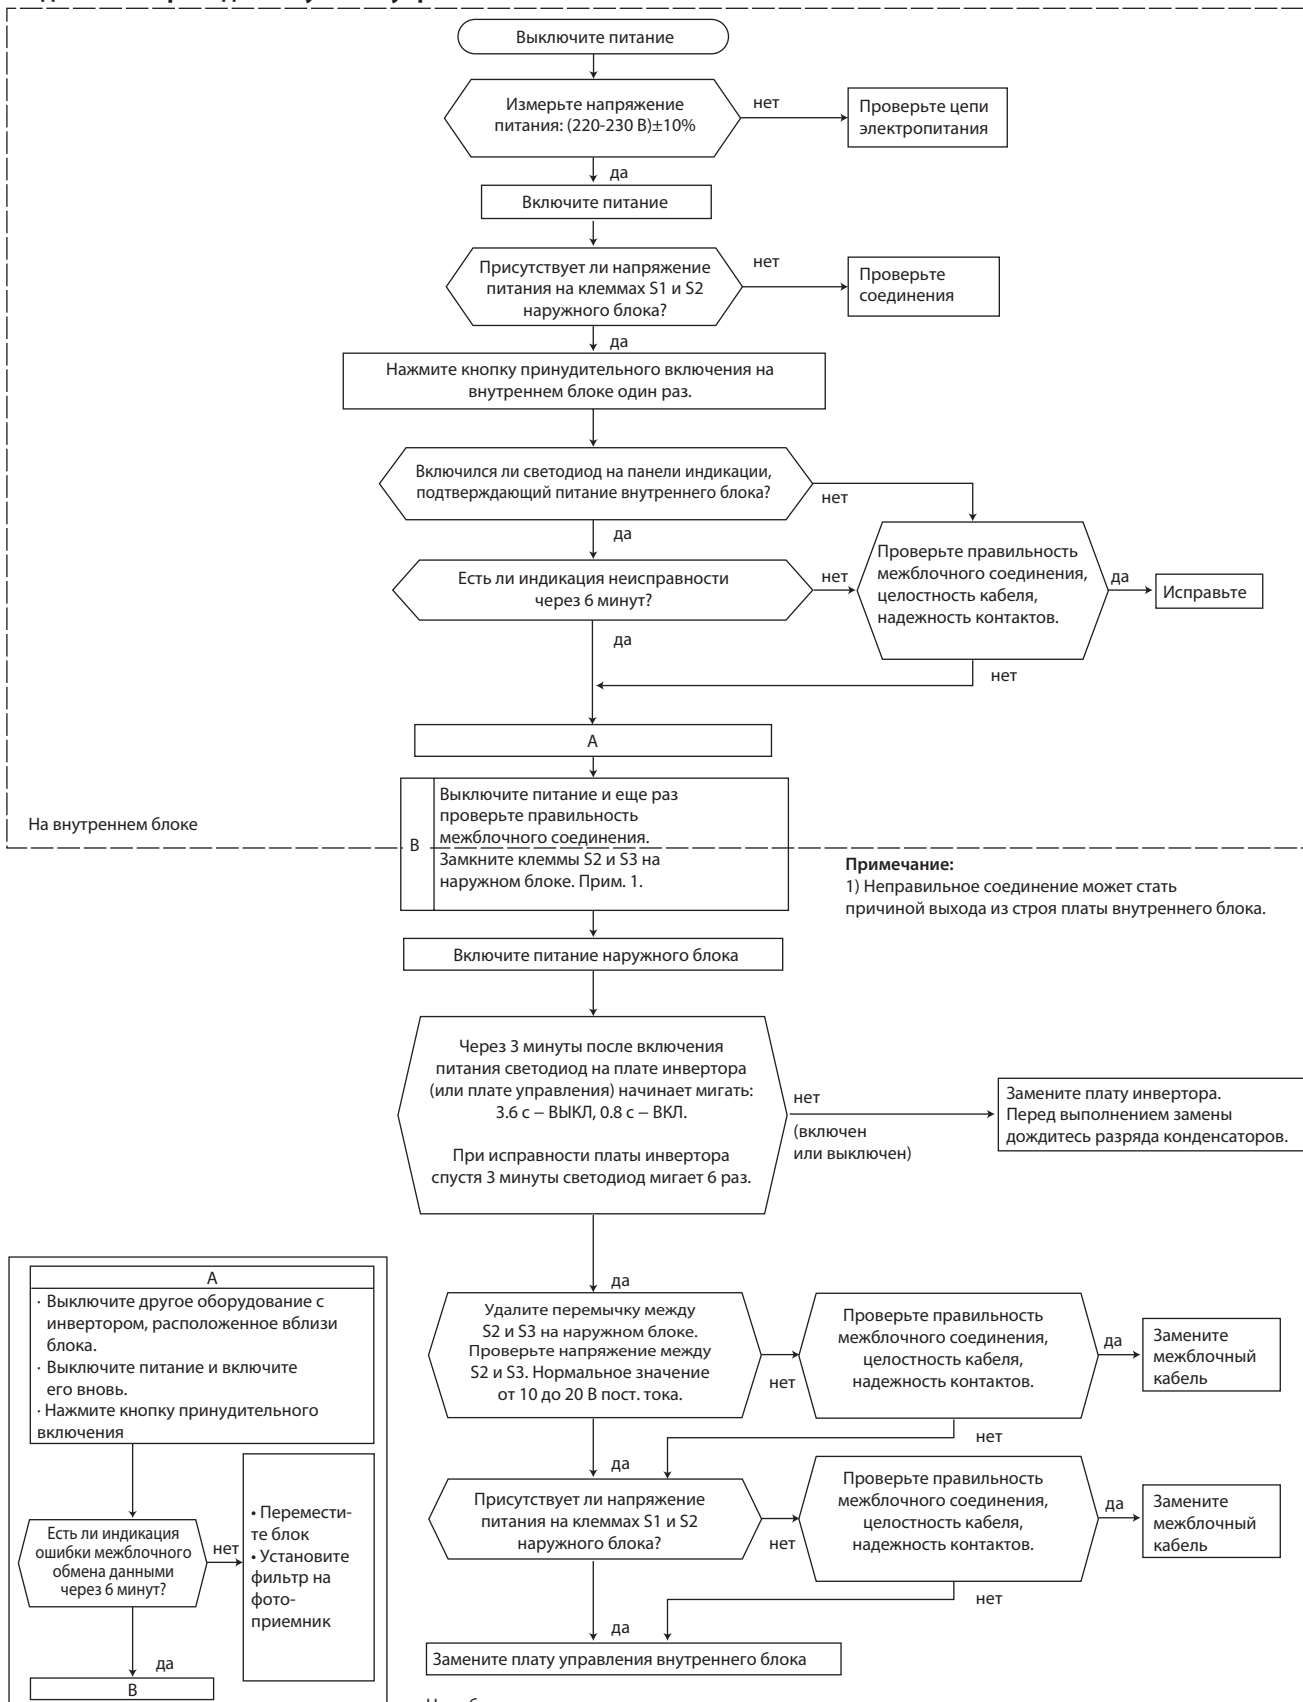 Выключите питание
Измерьте напряжение
питания: (220-230 В)±10%
нет
Проверьте цепи
электропитания
да
Включите питание
Присутствует ли напряжение
питания на клеммах S1 и S2
наружного блока?
нет
Проверьте
соединения
да
Нажмите кнопку принудительного включения на
внутреннем блоке один раз.
Включился ли светодиод на панели индикации,
подтверждающий питание внутреннего блока?
нет
да
Есть ли индикация неисправности
через 6 минут?
нет
Проверьте правильность
межблочного соединения,
целостность кабеля,
надежность контактов.
да
Исправьте
да
нет
A
B
Выключите питание и еще раз
проверьте правильность
межблочного соединения.
Замкните клеммы S2 и S3 на
наружном блоке. Прим. 1.
На внутреннем блоке
Примечание:
1) Неправильное соединение может стать
причиной выхода из строя платы внутреннего блока.
Включите питание наружного блока
Через 3 минуты после включения
питания светодиод на плате инвертора
(или плате управления) начинает мигать:
3.6 с – ВЫКЛ, 0.8 с – ВКЛ.
При исправности платы инвертора
спустя 3 минуты светодиод мигает 6 раз.
нет
(включен
или выключен)
Замените плату инвертора.
Перед выполнением замены
дождитесь разряда конденсаторов.
да
Удалите перемычку между
S2 и S3 на наружном блоке.
Проверьте напряжение между
S2 и S3. Нормальное значение
от 10 до 20 В пост. тока.
нет
Проверьте правильность
межблочного соединения,
целостность кабеля,
надежность контактов.
да
Замените
межблочный
кабель
нет
да
Присутствует ли напряжение
питания на клеммах S1 и S2
наружного блока?
нет
Проверьте правильность
межблочного соединения,
целостность кабеля,
надежность контактов.
да
Замените
межблочный
кабель
нет
да
Замените плату управления внутреннего блока
A
· Выключите другое оборудование с
инвертором, расположенное вблизи
блока.
· Выключите питание и включите
его вновь.
· Нажмите кнопку принудительного
включения
Есть ли индикация
ошибки межблочного
обмена данными
через 6 минут?
нет
• Перемести-
те блок
• Установите
фильтр на
фото-
приемник
да
B